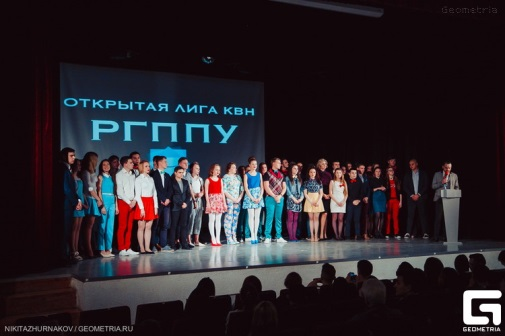 Geometria
ОТКРЫТАЯ ЛИГА КВН
РГППУ
NIKITAZHURNAKOV / GEOMETRIA.RU
G
GEOMETRIA